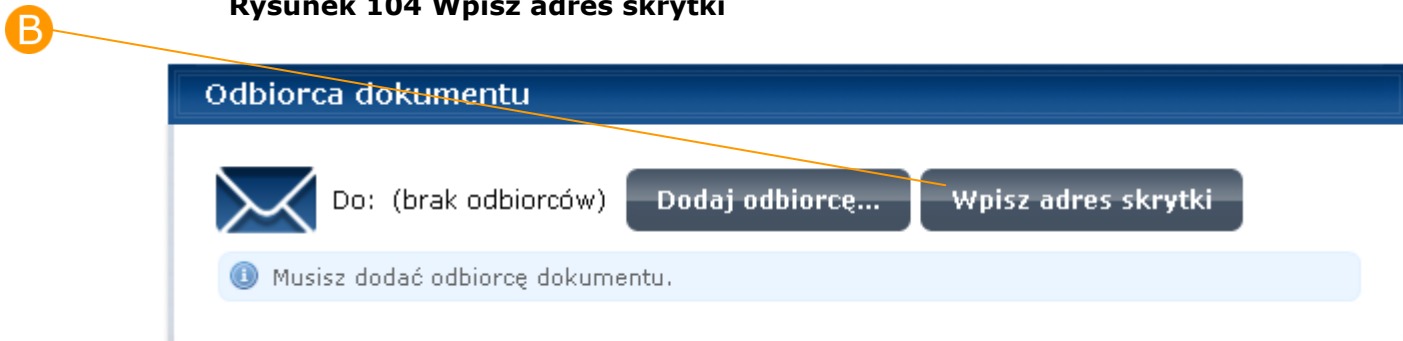 Rysunek 104 Wpisz adres skrytki
B
Odbiorca dokumentu
Do: (brak odbiorców) Dodaj odbiorcę... Wpisz adres skrytki
Musisz dodać odbiorcę dokumentu.